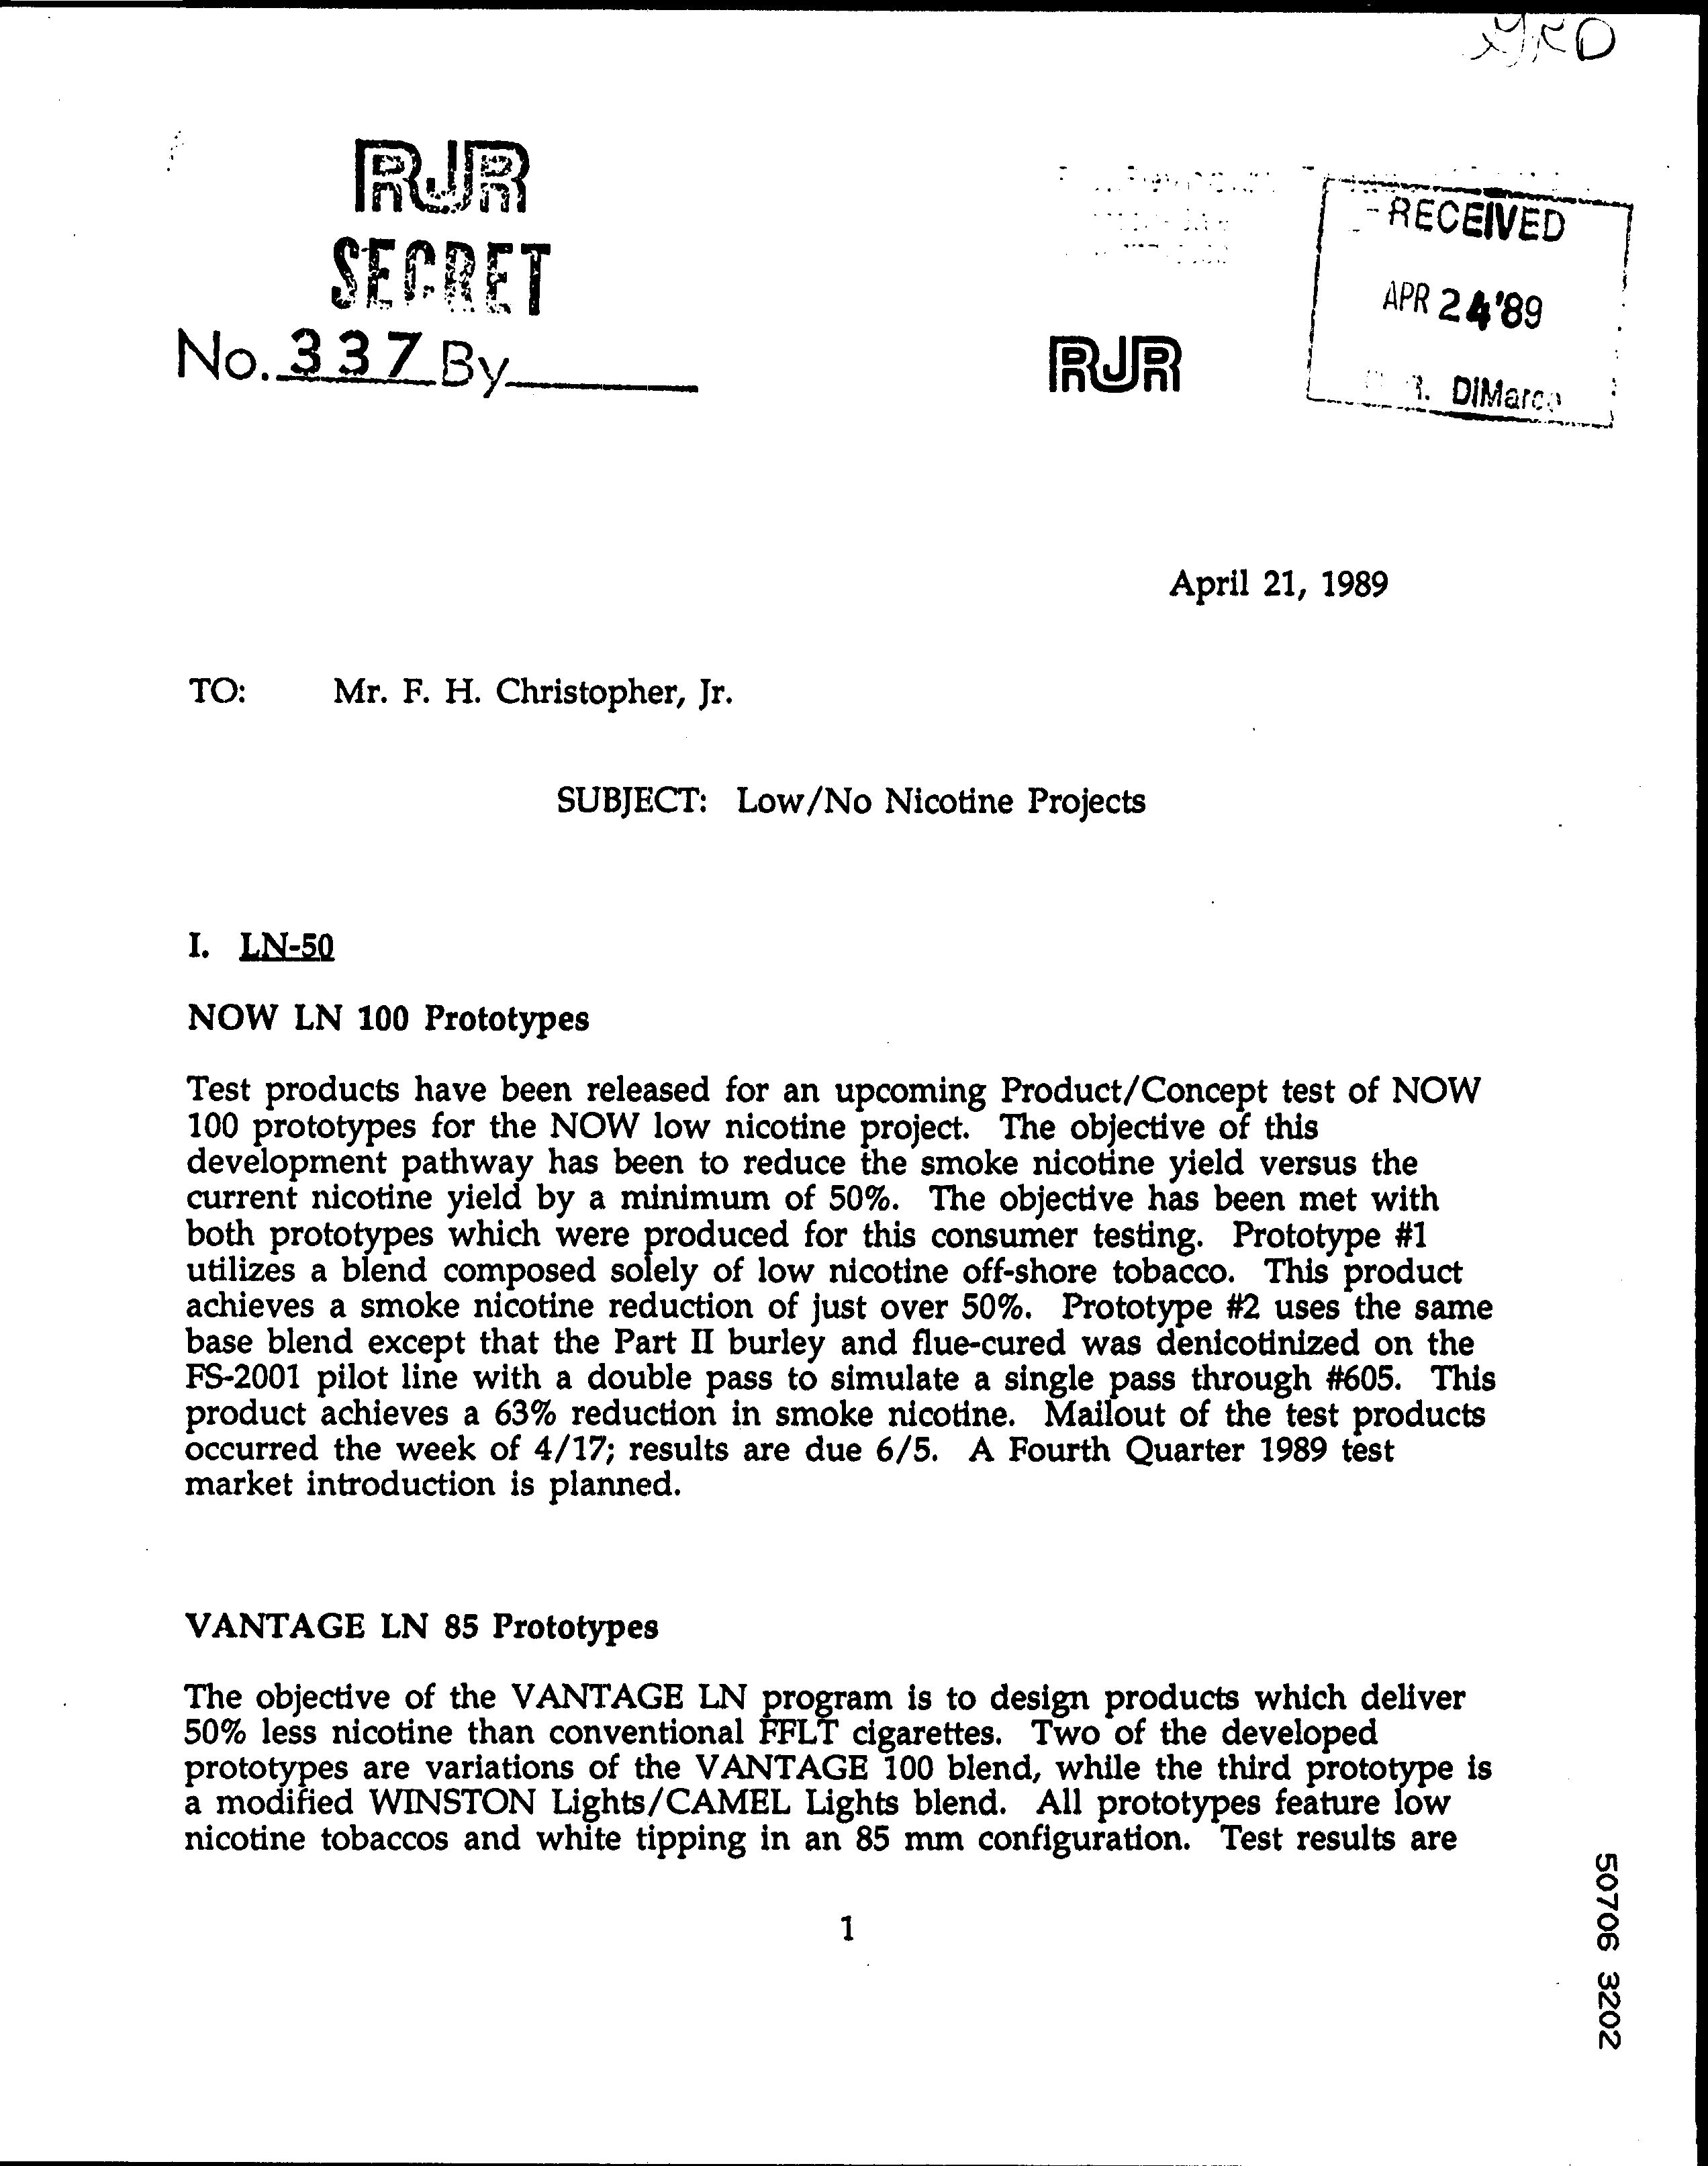 RJR
SECRET
No. 337 By
RECEIVED
APR 24 '89
DiMarco
RJR
April 21, 1989
TO: Mr. F. H. Christopher, Jr.
SUBJECT: Low/No Nicotine Projects
I. LN-50
NOW LN 100 Prototypes
Test products have been released for an upcoming Product/Concept test of NOW
100 prototypes for the NOW low nicotine project. The objective of this
development pathway has been to reduce the smoke nicotine yield versus the
current nicotine yield by a minimum of 50%. The objective has been met with
both prototypes which were produced for this consumer testing. Prototype #1
utilizes a blend composed solely of low nicotine off-shore tobacco. This product
achieves a smoke nicotine reduction of just over 50%. Prototype #2 uses the same
base blend except that the Part II burley and flue-cured was denicotinized on the
FS-2001 pilot line with a double pass to simulate a single pass through #605. This
product achieves a 63% reduction in smoke nicotine. Mailout of the test products
occurred the week of 4/17; results are due 6/5. A Fourth Quarter 1989 test
market introduction is planned.
VANTAGE LN 85 Prototypes
The objective of the VANTAGE LN program is to design products which deliver
50% less nicotine than conventional FFLT cigarettes. Two of the developed
prototypes are variations of the VANTAGE 100 blend, while the third prototype is
a modified WINSTON Lights/CAMEL Lights blend. All prototypes feature low
nicotine tobaccos and white tipping in an 85 mm configuration. Test results are
1
50706 3202